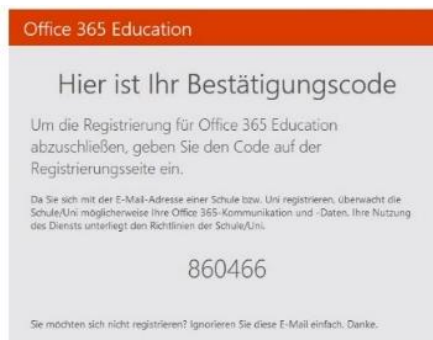 Office 365 Education
Hier ist Ihr Bestätigungscode
Um die Registrierung für Office 365 Education
abzuschließen, geben Sie den Code auf der
Registrierungsseite ein.
Da Sie sich mit der E-Mail-Adresse einer Schule bzw. Uni registrieren, überwacht die
Schule/Uni möglicherweise Ihre Office 365-Kommunikation und -Daten. Ihre Nutzung
des Diensts unterliegt den Richtlinien der Schule/Uni.
860466
Sie möchten sich nicht registrieren? Ignorieren Sie diese E-Mail einfach. Danke.